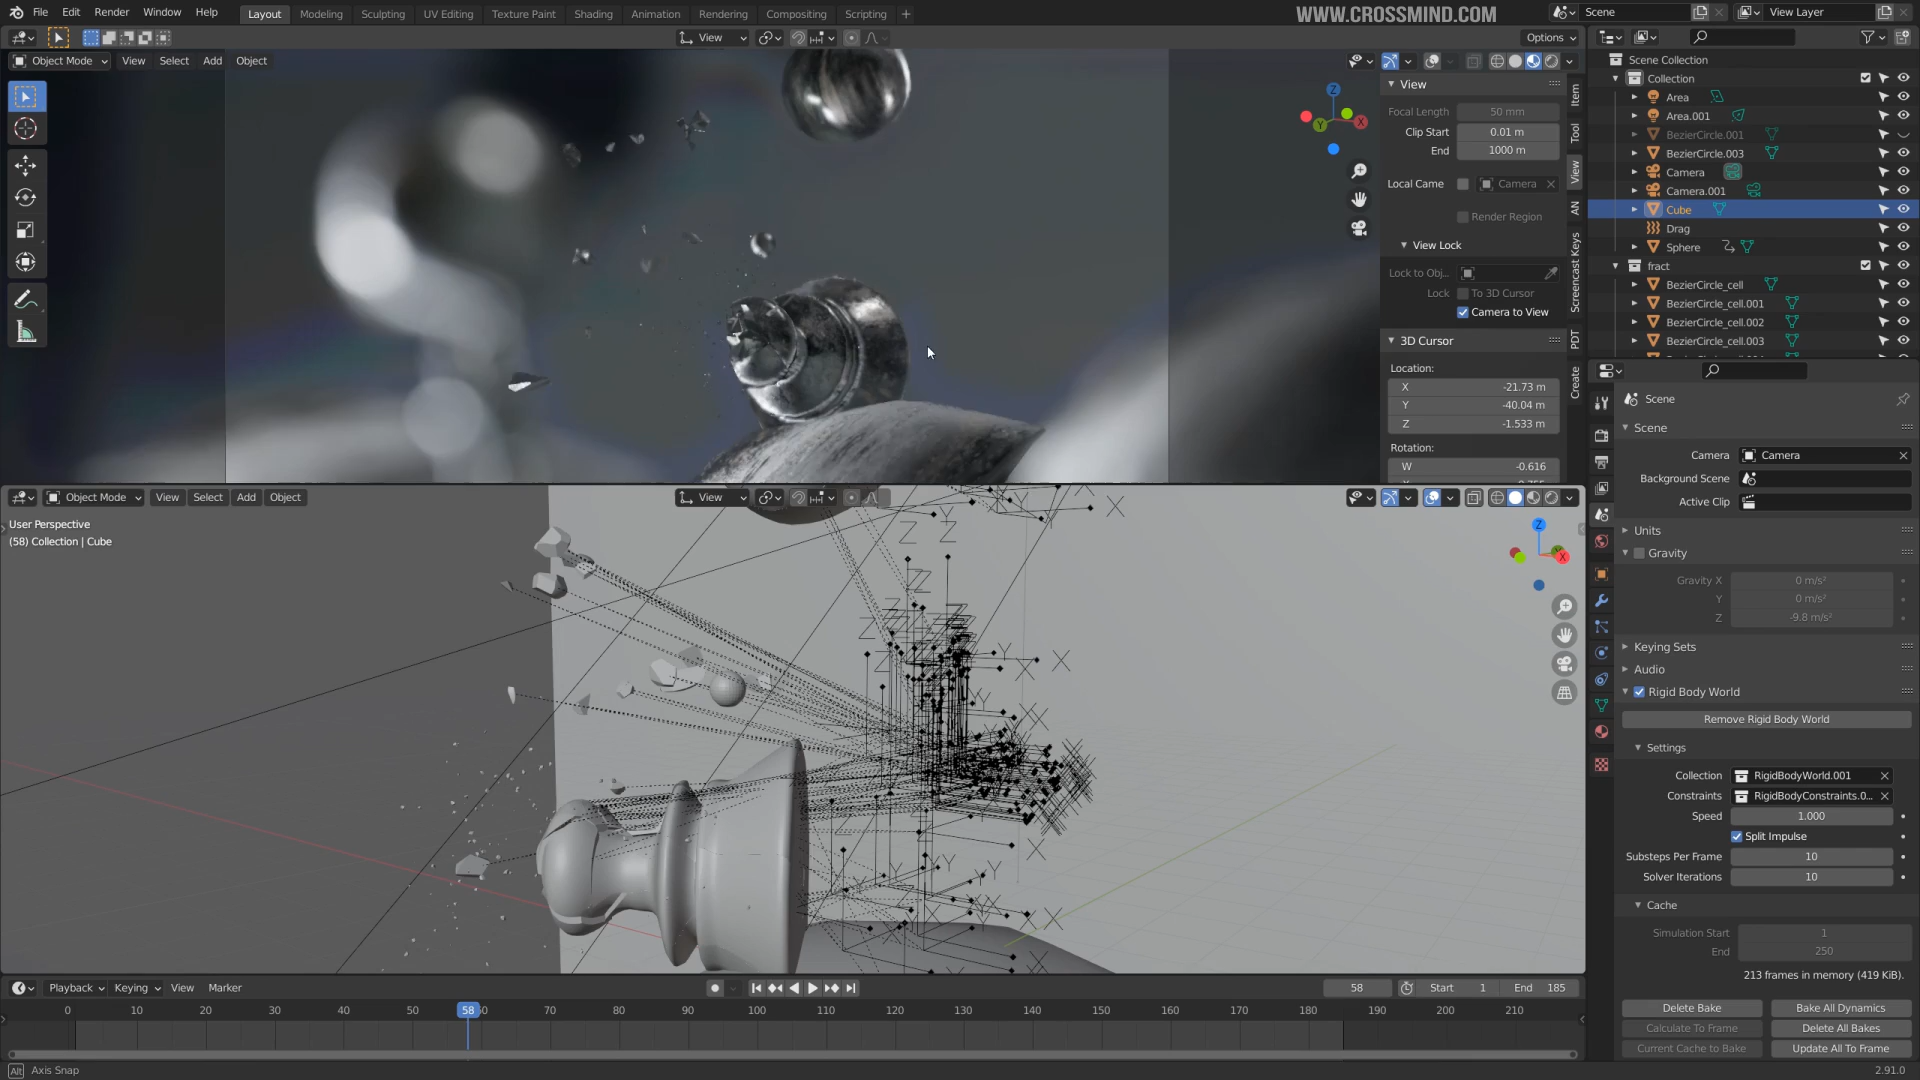 File Edit Render Window Help Layout Modeling Sculpting UV Editing Texture Paint Shading Animation Rendering Compositing Scripting + WWW.CROSSMIND.COM Scene View Layer
View Options
Object Mode View Select Add Object
View
Focal Length 50 mm
Clip Start 0.01 m
End 1000 m
Local Came Camera
Render Region
View Lock
Lock to Obj...
Lock To 3D Cursor
Camera to View
3D Cursor
Location:
X -21.73 m
Y -40.04 m
Z -1.533 m
Rotation:
W -0.616
Item
Tool
View
AN
Screencast Keys
PDT
Create
Z
Y
X
Scene Collection
Collection
Area
Area.001
BezierCircle.001
BezierCircle.003
Camera
Camera.001
Cube
Drag
Sphere
fract
BezierCircle_cell
BezierCircle_cell.001
BezierCircle_cell.002
BezierCircle_cell.003
Scene
Scene
Camera Camera
Background Scene
Active Clip
Units
Gravity
Gravity X 0 m/s²
Y 0 m/s²
Z -9.8 m/s²
Keying Sets
Audio
Rigid Body World
Remove Rigid Body World
Settings
Collection RigidBodyWorld.001
Constraints RigidBodyConstraints.0...
Speed 1.000
Split Impulse
Substeps Per Frame 10
Solver Iterations 10
Cache
Simulation Start 1
End 250
213 frames in memory (419 KiB).
Delete Bake Bake All Dynamics
Calculate To Frame Delete All Bakes
Current Cache to Bake Update All To Frame
Object Mode View Select Add Object View
User Perspective
(58) Collection | Cube
Z
X
Playback Keying View Marker 58 Start 1 End 185
0 10 20 30 40 50 58 70 80 90 100 110 120 130 140 150 160 170 180 190 200 210
Alt Axis Snap 2.91.0